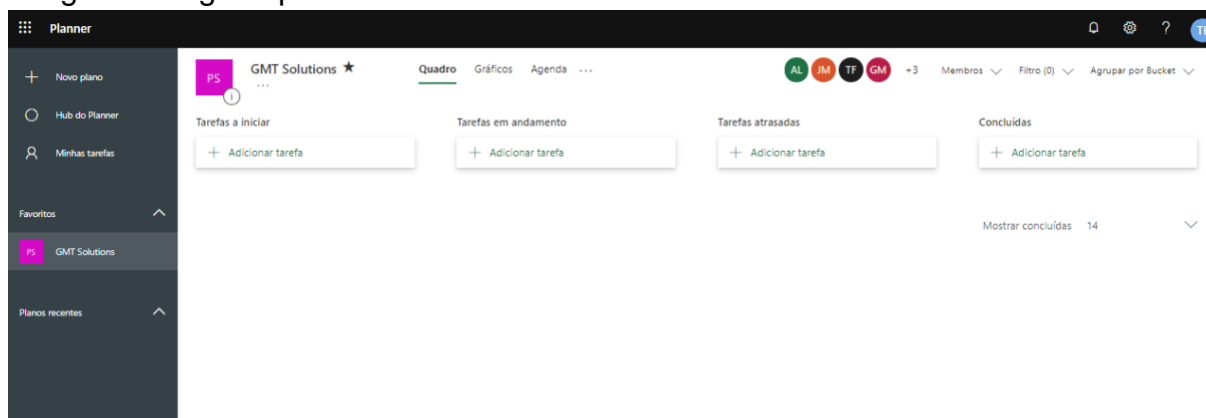 Planner
?
Novo plano
Hub do Planner
Minhas tarefas
Favoritos
PS GMT Solutions
Planos recentes
PS GMT Solutions ★ Quadro Gráficos Agenda ... AL JM TF GM +3 Membros Filtro (0) Agrupar por Bucket
...
Tarefas a iniciar Tarefas em andamento Tarefas atrasadas Concluídas
+ Adicionar tarefa + Adicionar tarefa + Adicionar tarefa + Adicionar tarefa
Mostrar concluídas 14